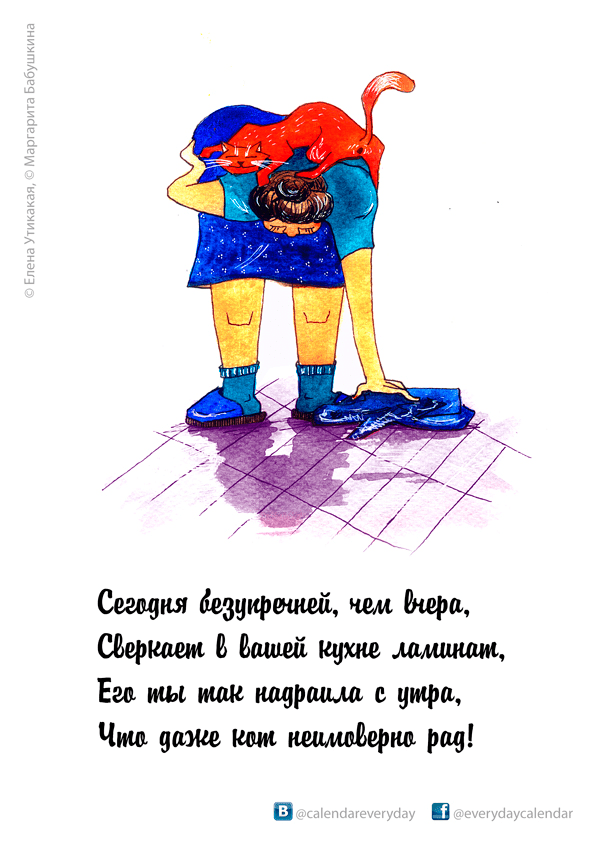 © Елена Утикакая, © Маргарита Бабушкина
Сегодня безупречней, чем вчера,
Сверкает в вашей кухне ламинат,
Его ты так надраила с утра,
Что даже кот неимоверно рад!
B @calendareveryday f @everydaycalendar